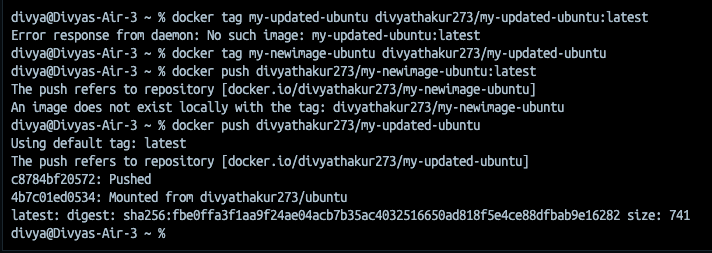 divya@Divyas-Air-3 ~ % docker tag my-updated-ubuntu divyathakur273/my-updated-ubuntu:latest
Error response from daemon: No such image: my-updated-ubuntu:latest
divya@Divyas-Air-3 ~ % docker tag my-newimage-ubuntu divyathakur273/my-updated-ubuntu
divya@Divyas-Air-3 ~ % docker push divyathakur273/my-newimage-ubuntu:latest
The push refers to repository [docker.io/divyathakur273/my-newimage-ubuntu]
An image does not exist locally with the tag: divyathakur273/my-newimage-ubuntu
divya@Divyas-Air-3 ~ % docker push divyathakur273/my-updated-ubuntu
Using default tag: latest
The push refers to repository [docker.io/divyathakur273/my-updated-ubuntu]
c8784bf20572: Pushed
4b7c01ed0534: Mounted from divyathakur273/ubuntu
latest: digest: sha256:fbe0ffa3f1aa9f24ae04acb7b35ac4032516650ad818f5e4ce88dfbab9e16282 size: 741
divya@Divyas-Air-3 ~ %